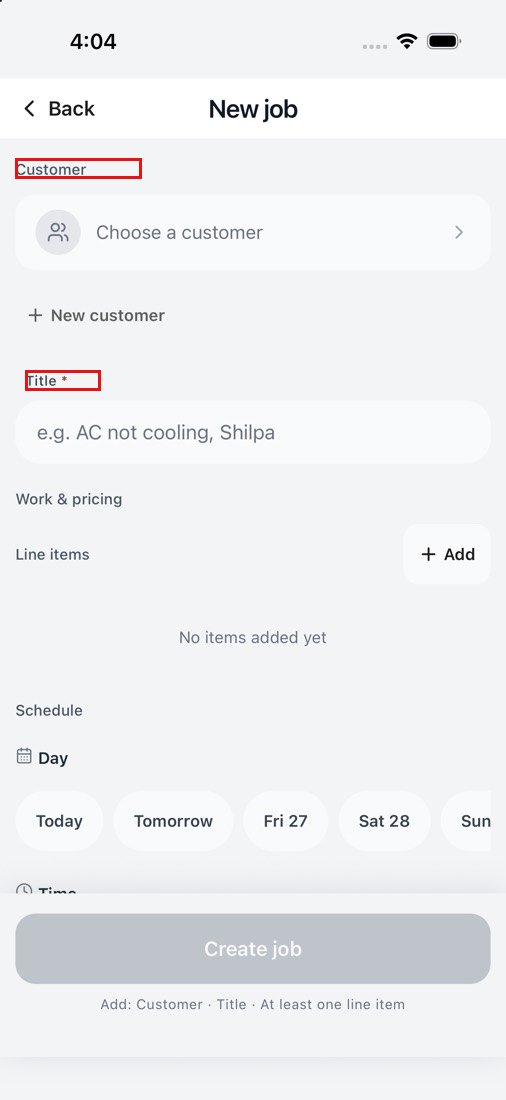 4:04
Back
New job
Customer
Choose a customer
+ New customer
Title *
e.g. AC not cooling, Shilpa
Work & pricing
Line items
+ Add
No items added yet
Schedule
Day
Today Tomorrow Fri 27 Sat 28 Sun
Time
Create job
Add: Customer · Title · At least one line item